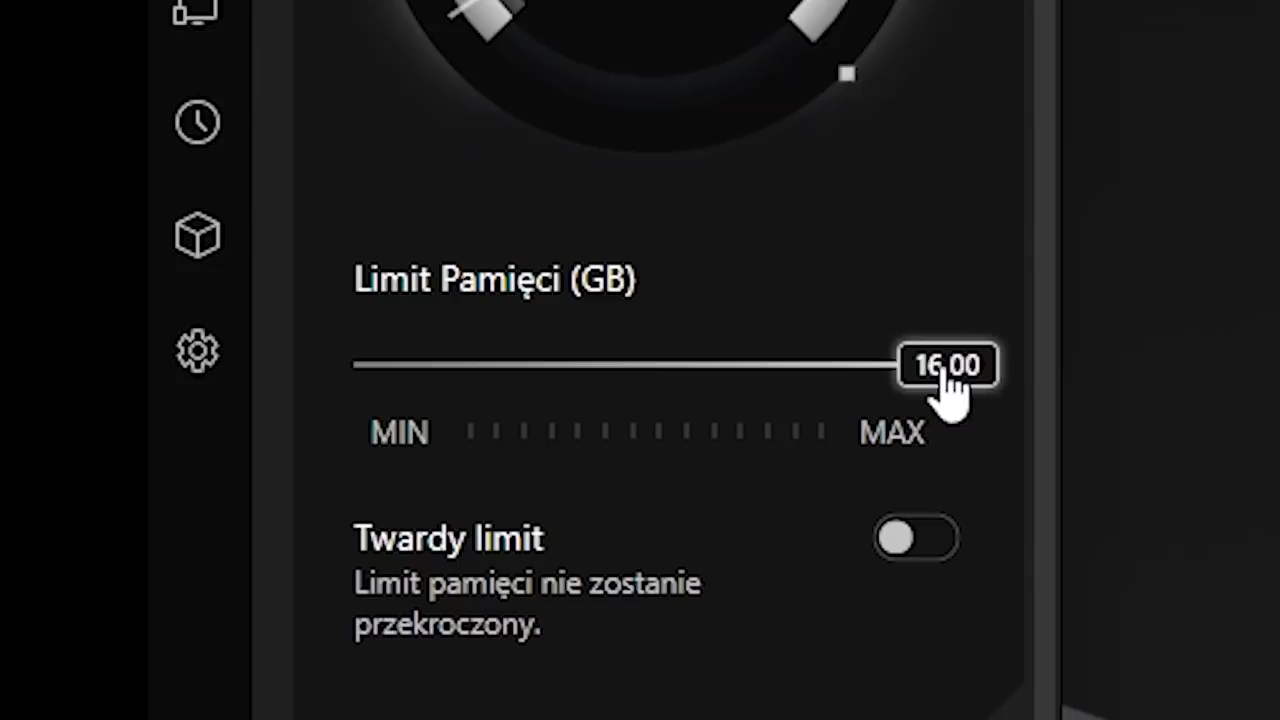 Limit Pamięci (GB)
16.00
MIN MAX
Twardy limit
Limit pamięci nie zostanie
przekroczony.